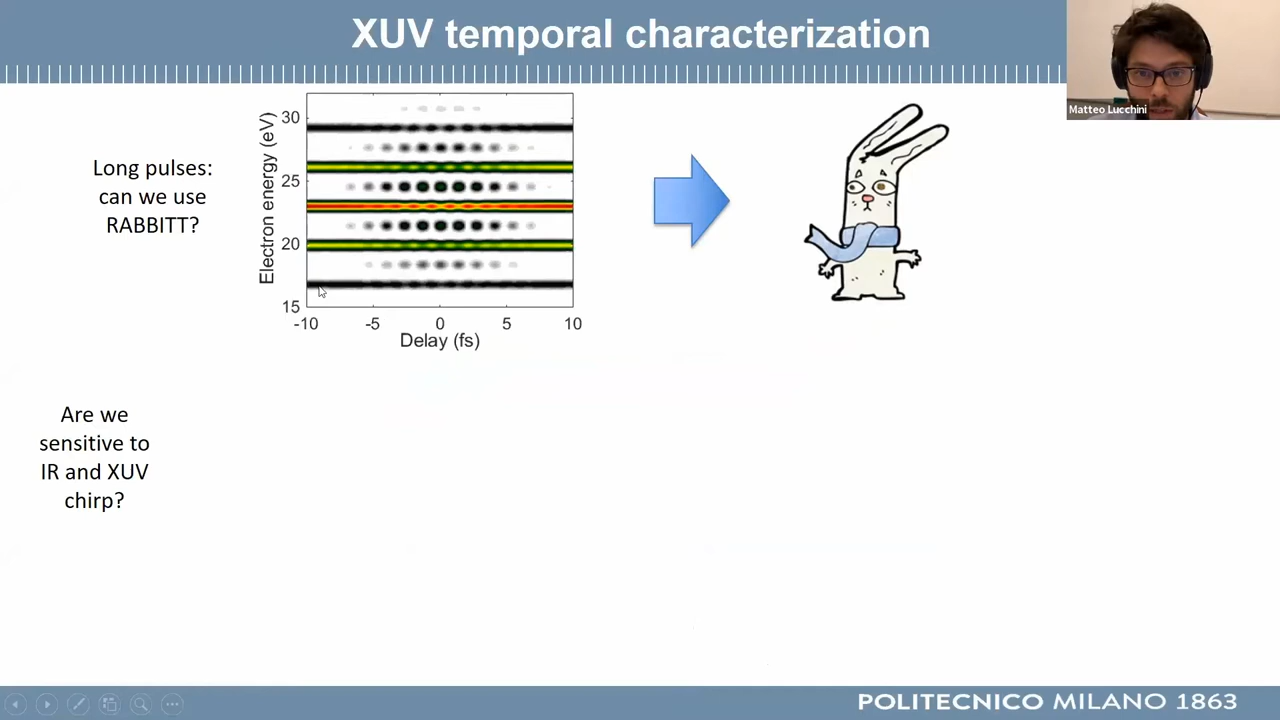 XUV temporal characterization
Matteo Lucchini
Long pulses:
can we use
RABBITT?
Electron energy (eV)
30
25
20
15
-10 -5 0 5 10
Delay (fs)
Are we
sensitive to
IR and XUV
chirp?
POLITECNICO MILANO 1863